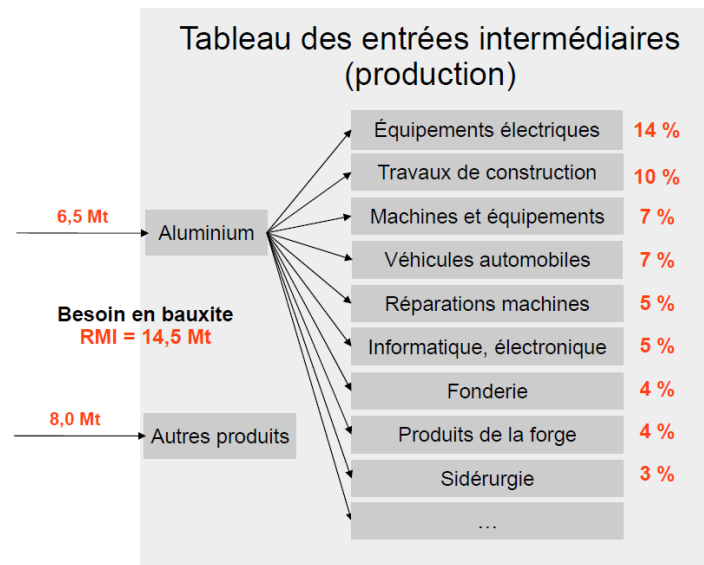 Tableau des entrées intermédiaires
(production)
Équipements électriques 14 %
Travaux de construction 10 %
6,5 Mt
Aluminium
Machines et équipements 7 %
Véhicules automobiles 7 %
Besoin en bauxite
RMI = 14,5 Mt
Réparations machines 5 %
Informatique, électronique 5 %
Fonderie 4 %
8,0 Mt
Autres produits
Produits de la forge 4 %
Sidérurgie 3 %
...